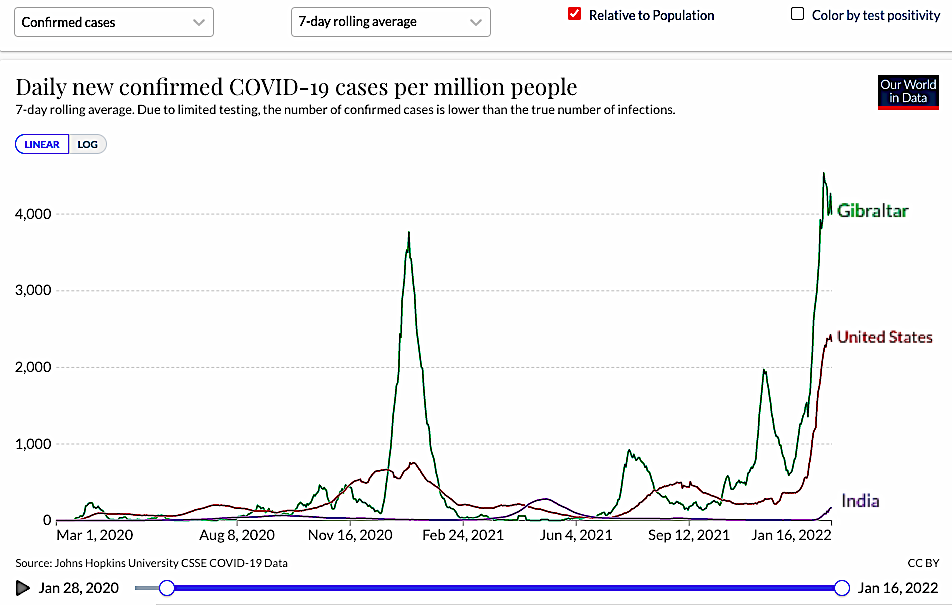 Confirmed cases
7-day rolling average
Relative to Population
Color by test positivity
Daily new confirmed COVID-19 cases per million people
7-day rolling average. Due to limited testing, the number of confirmed cases is lower than the true number of infections.
Our World
in Data
LINEAR
LOG
4,000
Gibraltar
3,000
United States
2,000
1,000
India
0
Mar 1, 2020
Aug 8, 2020
Nov 16, 2020
Feb 24, 2021
Jun 4, 2021
Sep 12, 2021
Jan 16, 2022
Source: Johns Hopkins University CSSE COVID-19 Data
CC BY
Jan 28, 2020
Jan 16, 2022